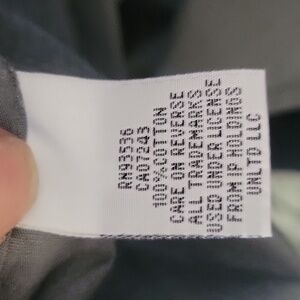 RN93536
CA07243
100%COTTON
CARE ON REVERSE
ALL TRADEMARKS
USED UNDER LICENSE
FROM IP HOLDINGS
UNLTD LLC